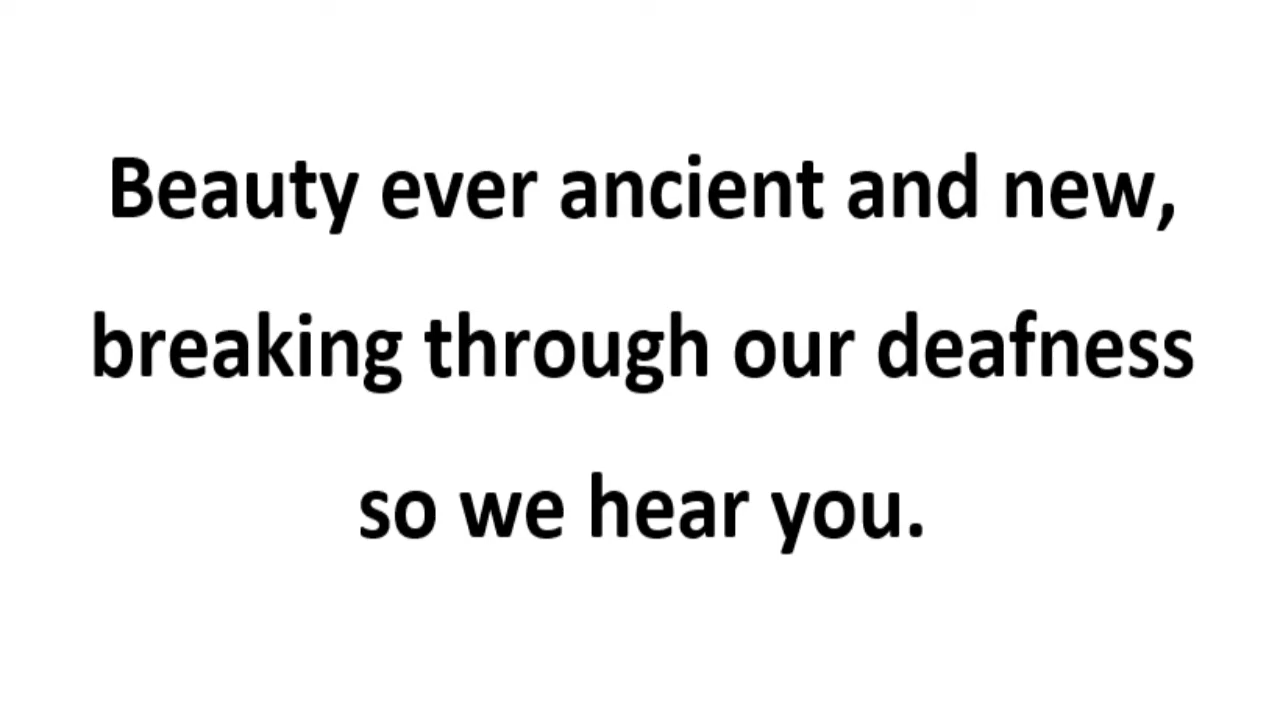 Beauty ever ancient and new,
breaking through our deafness
so we hear you.